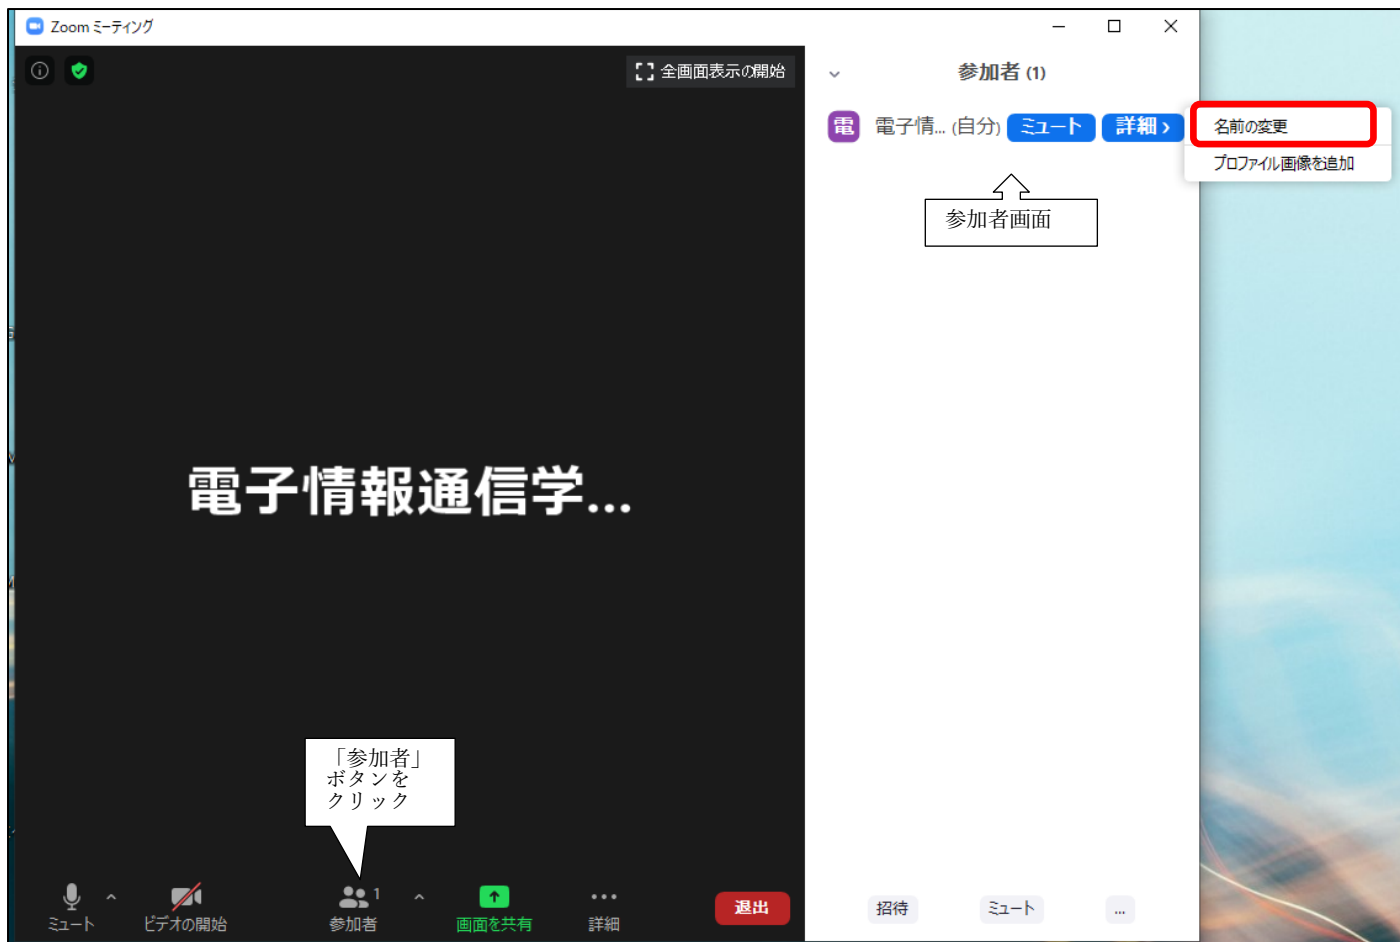 Zoom ミーティング
全画面表示の開始
参加者 (1)
電 電子情... (自分) ミュート 詳細 >
名前の変更
プロファイル画像を追加
参加者画面
電子情報通信学...
「参加者」
ボタンを
クリック
1
ミュート
ビデオの開始
参加者
画面を共有
詳細
退出
招待
ミュート
...